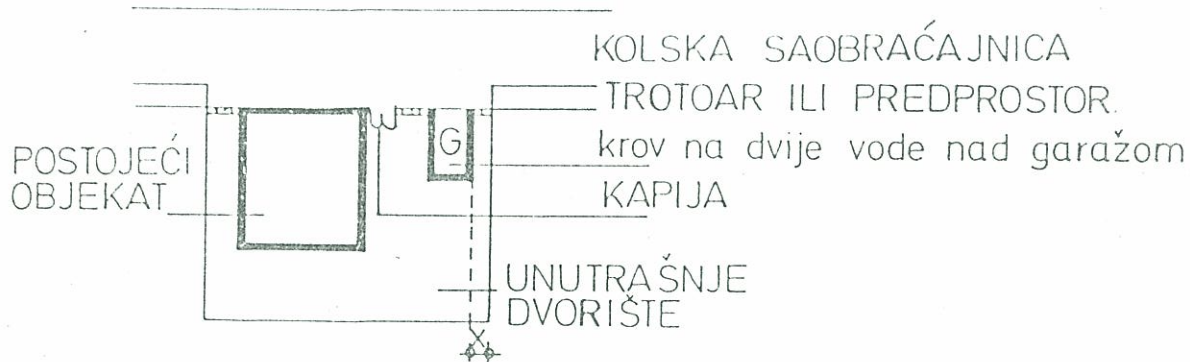 KOLSKA SAOBRAĆAJNICA
TROTOAR ILI PREDPROSTOR.
krov na dvije vode nad garažom
KAPIJA
G
POSTOJEĆI
OBJEKAT
UNUTRAŠNJE
DVORIŠTE
X